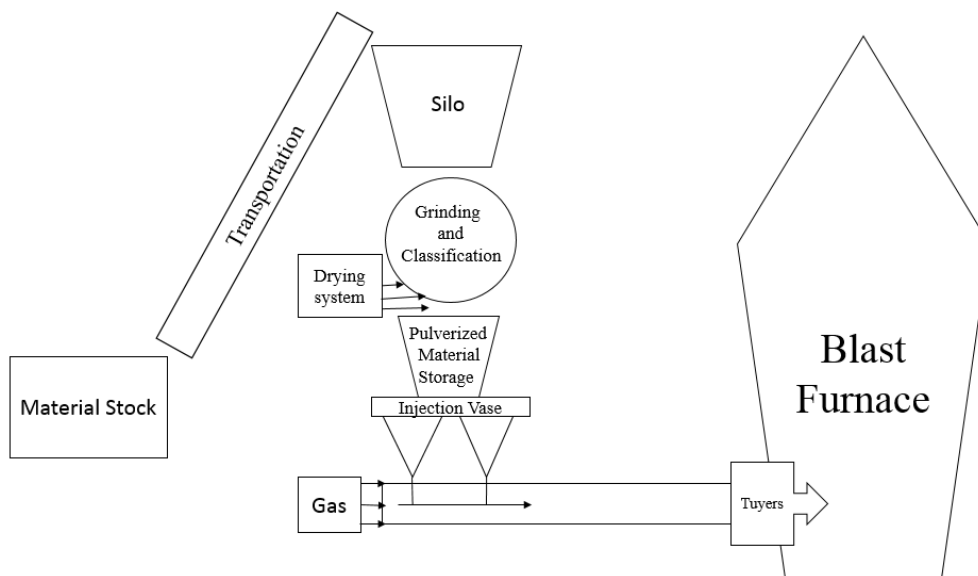 Transportation
Silo
Grinding
and
Classification
Drying
system
Pulverized
Material
Storage
Material Stock
Injection Vase
Blast
Furnace
Gas
Tuyers